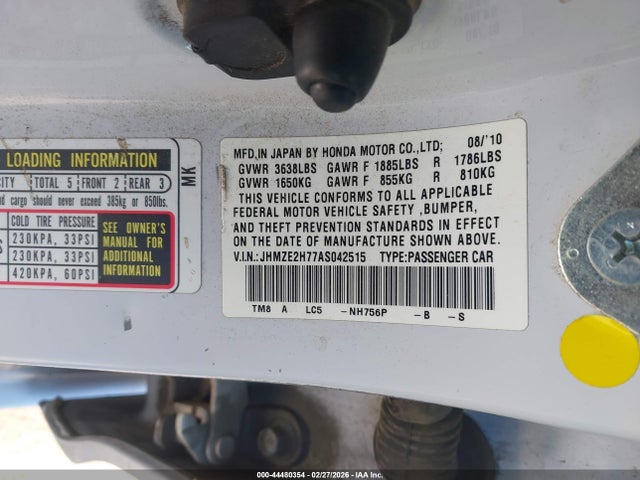 LOADING INFORMATION
CITY TOTAL 5 FRONT 2 REAR 3
and cargo should never exceed 385kg or 850lbs.
COLD TIRE PRESSURE
230KPA, 33PSI
230KPA, 33PSI
420KPA, 60PSI
SEE OWNER'S
MANUAL FOR
ADDITIONAL
INFORMATION
MK
MFD.IN JAPAN BY HONDA MOTOR CO.,LTD; 08/'10
GVWR 3638LBS GAWR F 1885LBS R 1786LBS
GVWR 1650KG GAWR F 855KG R 810KG
THIS VEHICLE CONFORMS TO ALL APPLICABLE
FEDERAL MOTOR VEHICLE SAFETY ,BUMPER,
AND THEFT PREVENTION STANDARDS IN EFFECT
ON THE DATE OF MANUFACTURE SHOWN ABOVE.
V.I.N.: JHMZE2H77AS042515 TYPE:PASSENGER CAR
TM8 A LC5 -NH756P -B -S
000-44480354 - 02/27/2026 - IAAI.COM